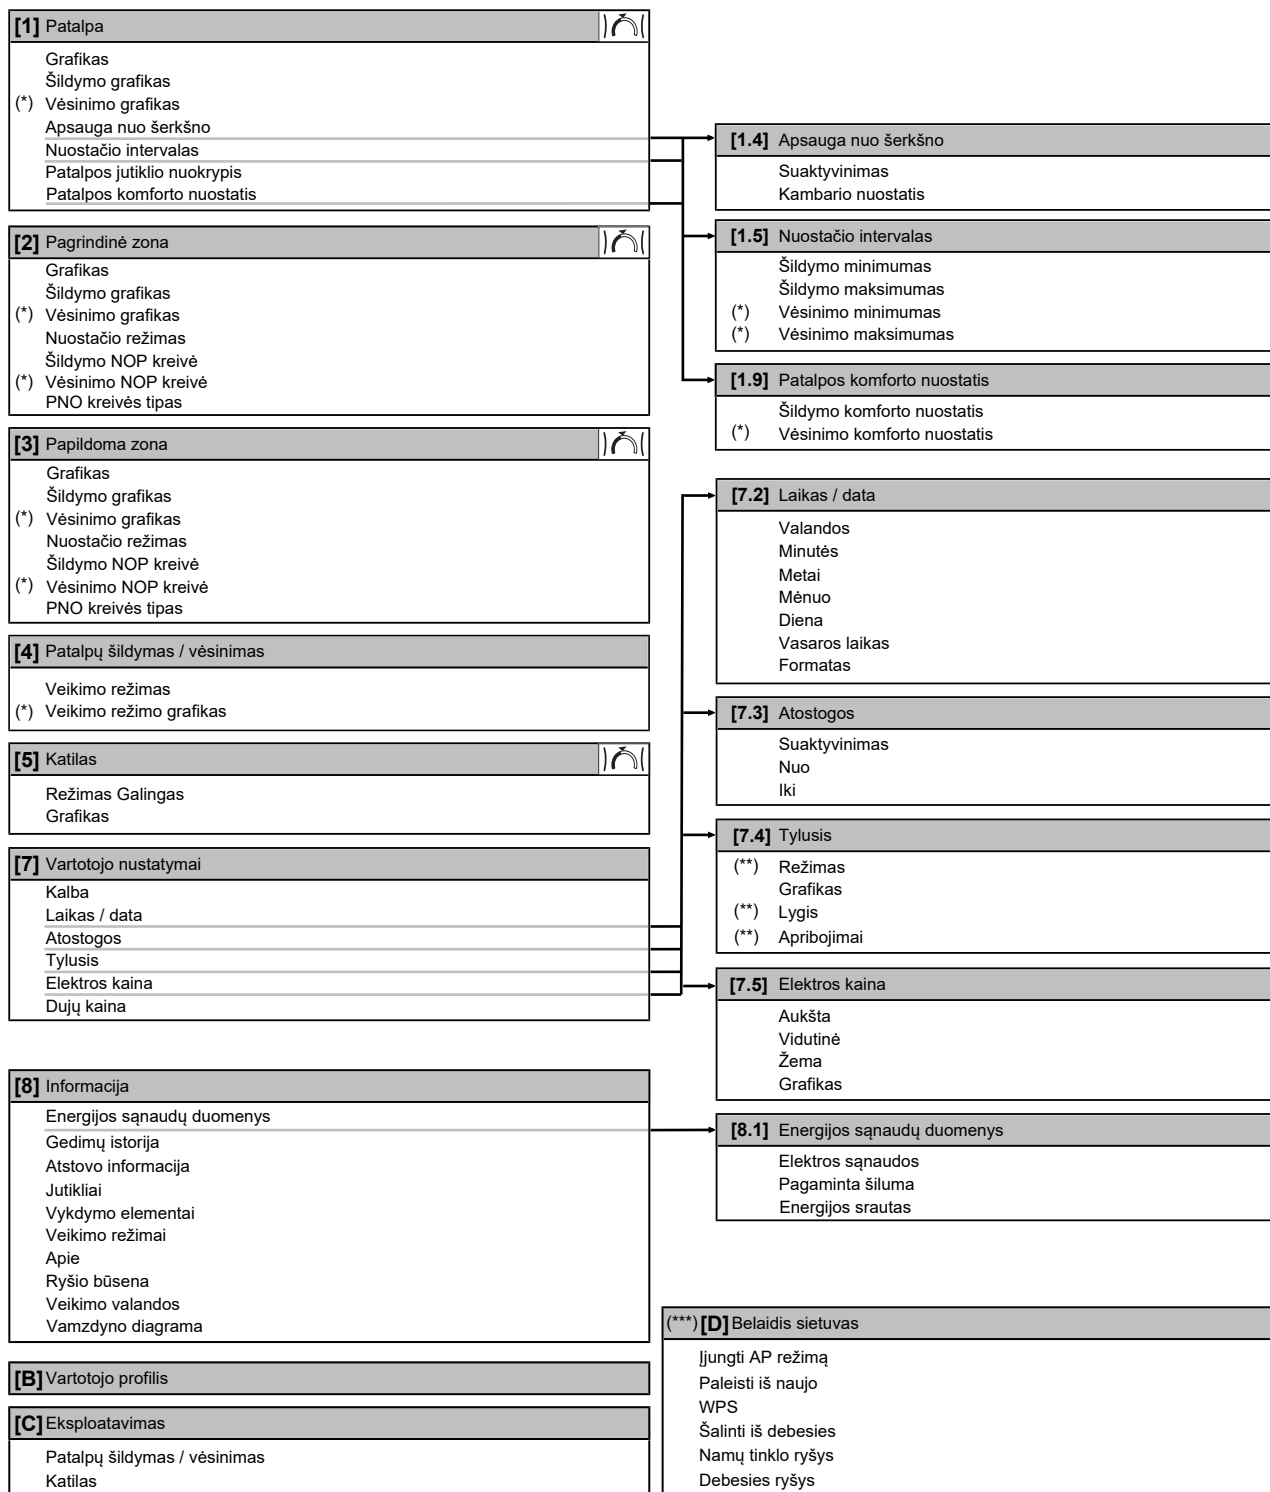 [1] Patalpa
Grafikas
Šildymo grafikas
(*) Vėsinimo grafikas
Apsauga nuo šerkšno
Nuostačio intervalas
Patalpos jutiklio nuokrypis
Patalpos komforto nuostatis
[2] Pagrindinė zona
Grafikas
Šildymo grafikas
(*) Vėsinimo grafikas
Nuostačio režimas
Šildymo NOP kreivė
(*) Vėsinimo NOP kreivė
PNO kreivės tipas
[3] Papildoma zona
Grafikas
Šildymo grafikas
(*) Vėsinimo grafikas
Nuostačio režimas
Šildymo NOP kreivė
(*) Vėsinimo NOP kreivė
PNO kreivės tipas
[4] Patalpų šildymas / vėsinimas
Veikimo režimas
(*) Veikimo režimo grafikas
[5] Katilas
Režimas Galingas
Grafikas
[7] Vartotojo nustatymai
Kalba
Laikas / data
Atostogos
Tylusis
Elektros kaina
Dujų kaina
[8] Informacija
Energijos sąnaudų duomenys
Gedimų istorija
Atstovo informacija
Jutikliai
Vykdymo elementai
Veikimo režimai
Apie
Ryšio būsena
Veikimo valandos
Vamzdyno diagrama
[B] Vartotojo profilis
[C] Eksploatavimas
Patalpų šildymas / vėsinimas
Katilas
[1.4] Apsauga nuo šerkšno
Suaktyvinimas
Kambario nuostatis
[1.5] Nuostačio intervalas
Šildymo minimumas
Šildymo maksimumas
(*) Vėsinimo minimumas
(*) Vėsinimo maksimumas
[1.9] Patalpos komforto nuostatis
Šildymo komforto nuostatis
(*) Vėsinimo komforto nuostatis
[7.2] Laikas / data
Valandos
Minutės
Metai
Mėnuo
Diena
Vasaros laikas
Formatas
[7.3] Atostogos
Suaktyvinimas
Nuo
Iki
[7.4] Tylusis
(**) Režimas
Grafikas
(**) Lygis
(**) Apribojimai
[7.5] Elektros kaina
Aukšta
Vidutinė
Žema
Grafikas
[8.1] Energijos sąnaudų duomenys
Elektros sąnaudos
Pagaminta šiluma
Energijos srautas
(***) [D] Belaidis sietuvas
Įjungti AP režimą
Paleisti iš naujo
WPS
Šalinti iš debesies
Namų tinklo ryšys
Debesies ryšys